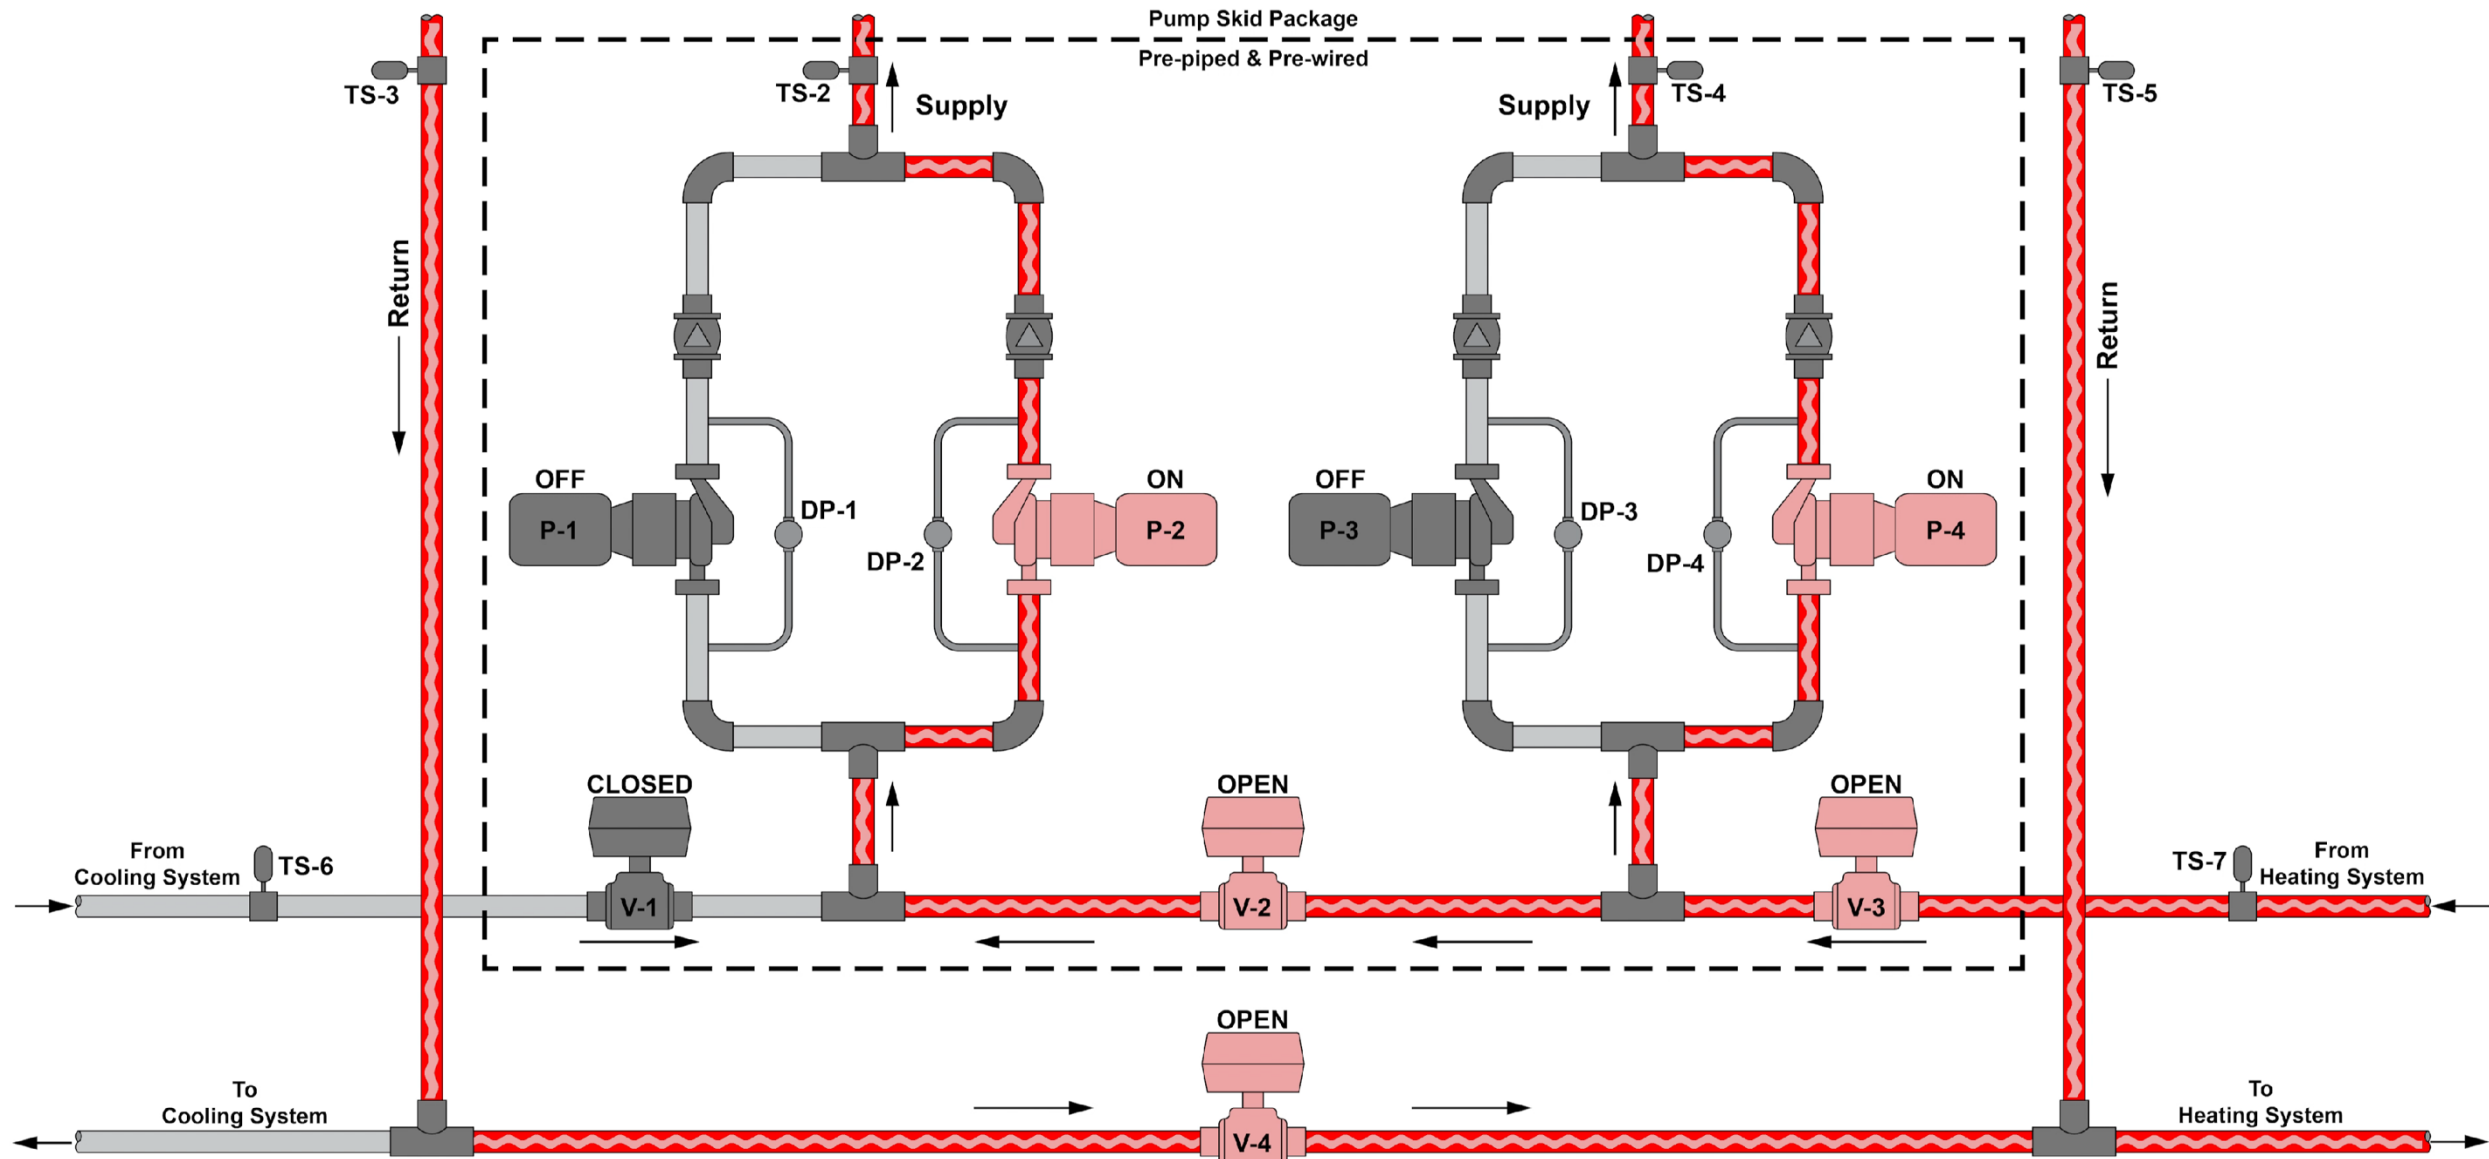 Pump Skid Package
Pre-piped & Pre-wired
TS-3
TS-2
Supply
Supply
TS-4
TS-5
Return
Return
OFF
P-1
DP-1
DP-2
ON
P-2
OFF
P-3
DP-3
DP-4
ON
P-4
CLOSED
V-1
OPEN
V-2
OPEN
V-3
From
Cooling System
TS-6
TS-7
From
Heating System
OPEN
V-4
To
Cooling System
To
Heating System